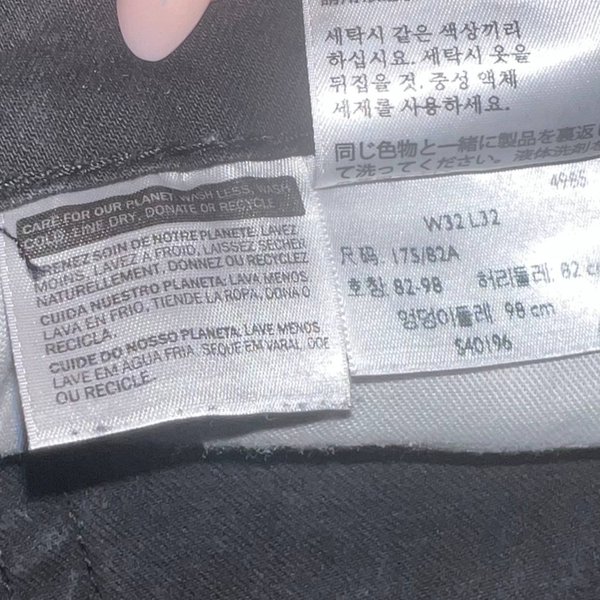 세탁시 같은 색상끼리
하십시요. 세탁시 옷을
뒤집을 것. 중성 액체
세제를 사용하세요.
同じ色物と一緒に製品を裏返し
て洗ってください。液体洗剤
CARE FOR OUR PLANET: WASH LESS, WASH
COLD, LINE DRY, DONATE OR RECYCLE
PRENEZ SOIN DE NOTRE PLANETE: LAVEZ
MOINS, LAVEZ A FROID, LAISSEZ SECHER
NATURELLEMENT, DONNEZ OU RECYCLEZ
CUIDA NUESTRO PLANETA: LAVA MENOS
LAVA EN FRIO, TIENDE LA ROPA, DONA O
RECICLA.
CUIDE DO NOSSO PLANETA: LAVE MENOS
LAVE EM AGUA FRIA, SEQUE EM VARAL, DOE
OU RECICLE.
W32 L32
尺码 175/82A
호칭 82-98 허리둘레: 82 c
엉덩이둘레 98 cm
S40196